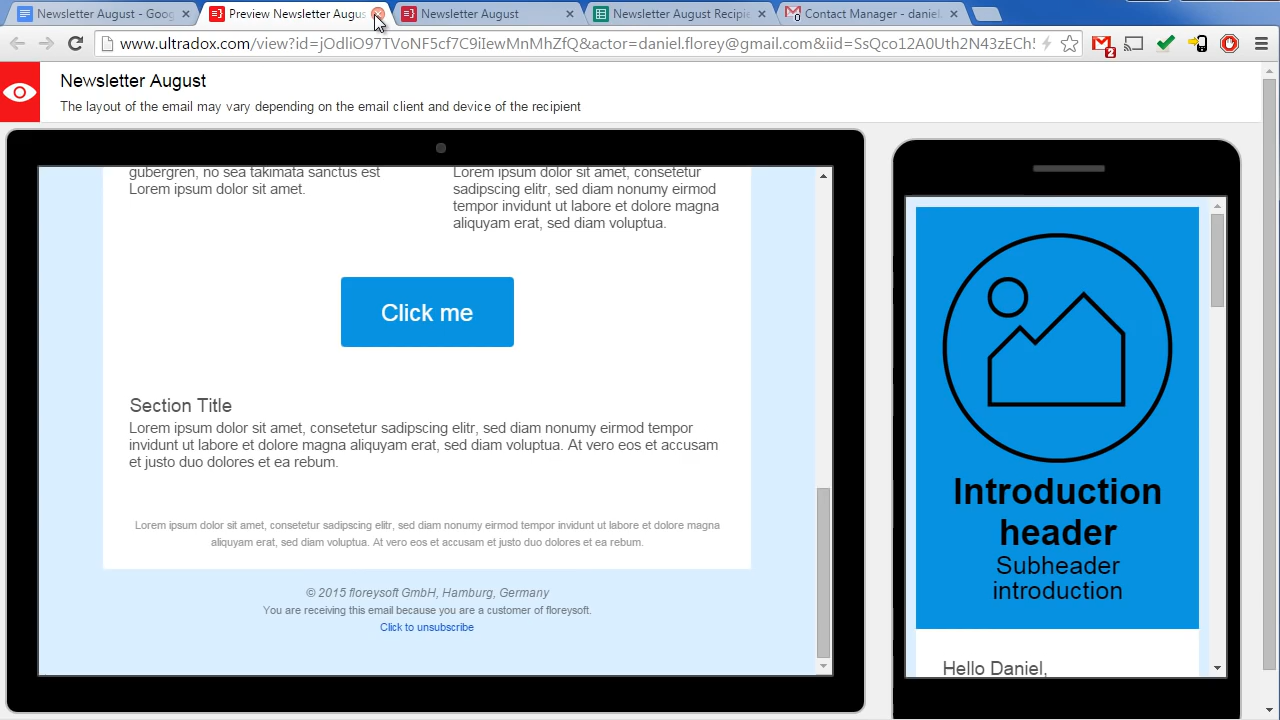 Newsletter August - Goog
Preview Newsletter Augus
Newsletter August
Newsletter August Recipie
Contact Manager - daniel.
www.ultradox.com/view?id=jOdliO97TVoNF5cf7C9iIewMnMhZfQ&actor=daniel.florey@gmail.com&iid=SsQco12A0Uth2N43zECh5
2
Newsletter August
The layout of the email may vary depending on the email client and device of the recipient
gubergren, no sea takimata sanctus est
Lorem ipsum dolor sit amet.
Lorem ipsum dolor sit amet, consetetur
sadipscing elitr, sed diam nonumy eirmod
tempor invidunt ut labore et dolore magna
aliquyam erat, sed diam voluptua.
Click me
Section Title
Lorem ipsum dolor sit amet, consetetur sadipscing elitr, sed diam nonumy eirmod tempor
invidunt ut labore et dolore magna aliquyam erat, sed diam voluptua. At vero eos et accusam
et justo duo dolores et ea rebum.
Lorem ipsum dolor sit amet, consetetur sadipscing elitr, sed diam nonumy eirmod tempor invidunt ut labore et dolore magna
aliquyam erat, sed diam voluptua. At vero eos et accusam et justo duo dolores et ea rebum.
© 2015 floreysoft GmbH, Hamburg, Germany
You are receiving this email because you are a customer of floreysoft.
Click to unsubscribe
Introduction
header
Subheader
introduction
Hello Daniel,